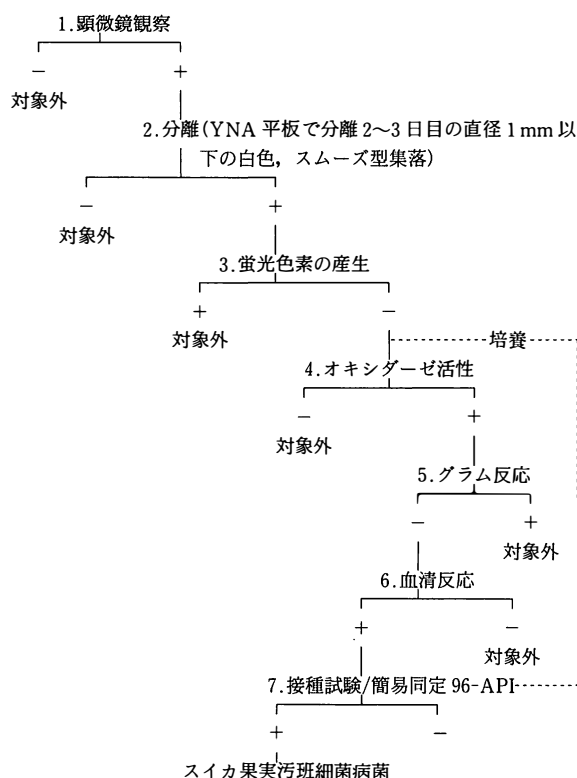 1.顕微鏡観察
− +
対象外
2.分離(YNA 平板で分離 2〜3 日目の直径 1 mm 以
下の白色，スムーズ型集落)
− +
対象外
3.蛍光色素の産生
+ −
対象外
培養
4.オキシダーゼ活性
− +
対象外
5.グラム反応
− +
対象外
6.血清反応
+ −
対象外
7.接種試験/簡易同定 96-API
+ −
スイカ果実汚斑細菌病菌